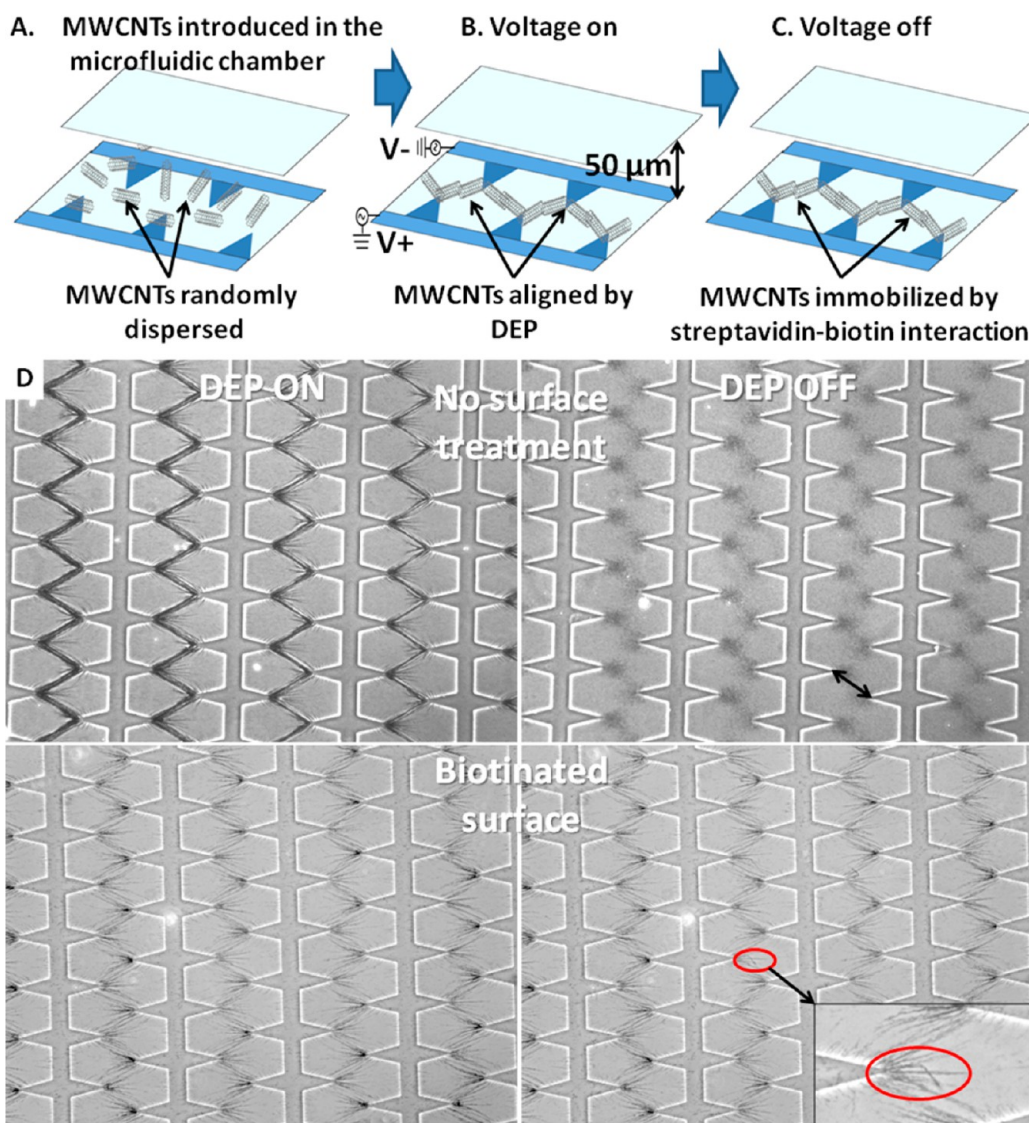 A. MWCNTs introduced in the
microfluidic chamber
B. Voltage on
C. Voltage off
V-
50 μm
V+
MWCNTs randomly
dispersed
MWCNTs aligned by
DEP
MWCNTs immobilized by
streptavidin-biotin interaction
D
DEP ON
DEP OFF
No surface
treatment
Biotinated
surface